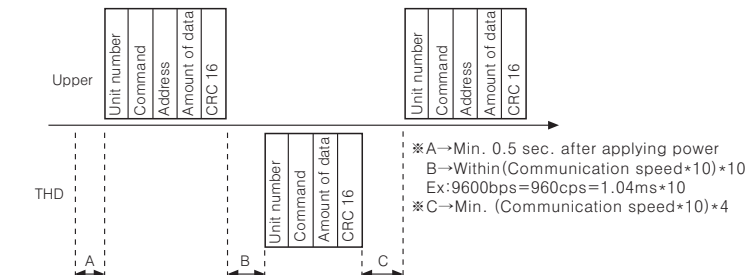 Upper
Unit number
Command
Address
Amount of data
CRC 16
Unit number
Command
Address
Amount of data
CRC 16
THD
Unit number
Command
Amount of data
CRC 16
※A→Min. 0.5 sec. after applying power
B→Within(Communication speed*10)*10
Ex:9600bps=960cps=1.04ms*10
※C→Min. (Communication speed*10)*4
A
B
C